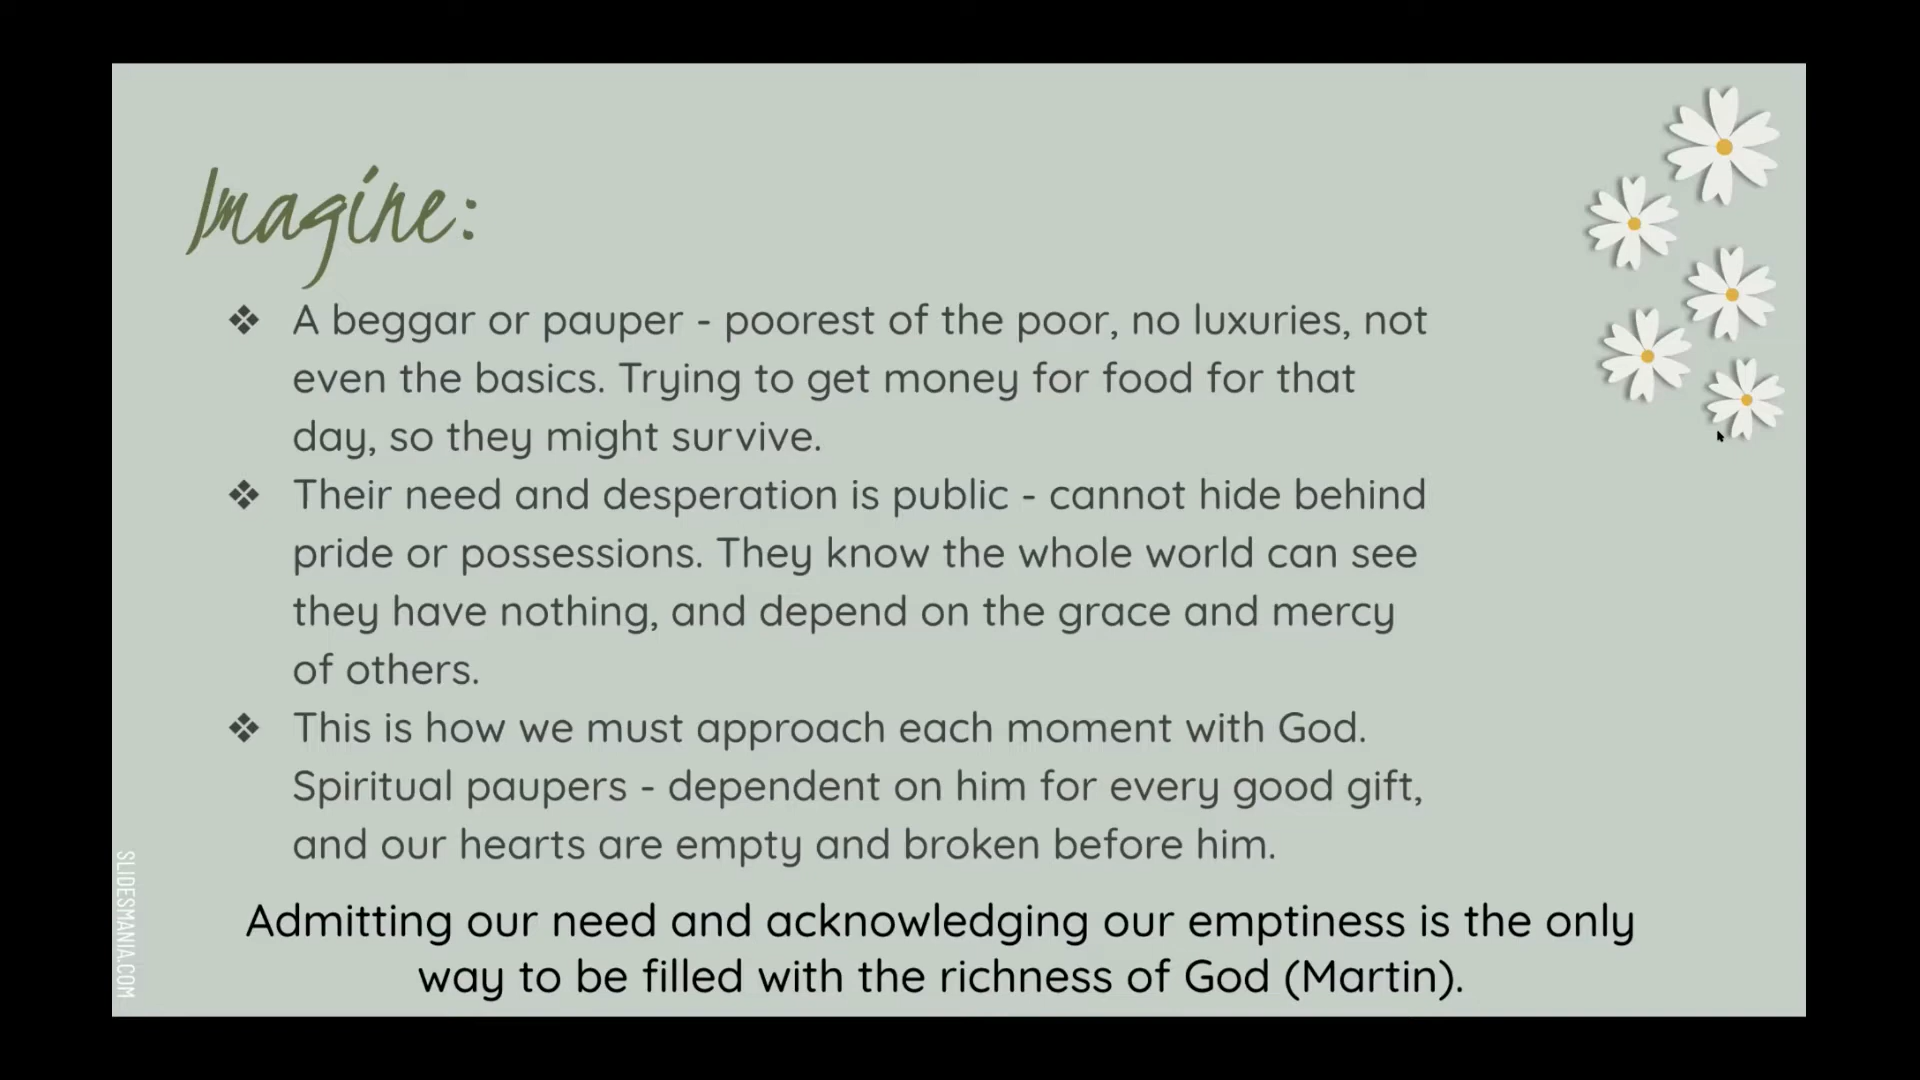 Imagine:
❖ A beggar or pauper - poorest of the poor, no luxuries, not
even the basics. Trying to get money for food for that
day, so they might survive.
❖ Their need and desperation is public - cannot hide behind
pride or possessions. They know the whole world can see
they have nothing, and depend on the grace and mercy
of others.
❖ This is how we must approach each moment with God.
Spiritual paupers - dependent on him for every good gift,
and our hearts are empty and broken before him.
Admitting our need and acknowledging our emptiness is the only
way to be filled with the richness of God (Martin).
SLIDESMANIA.COM